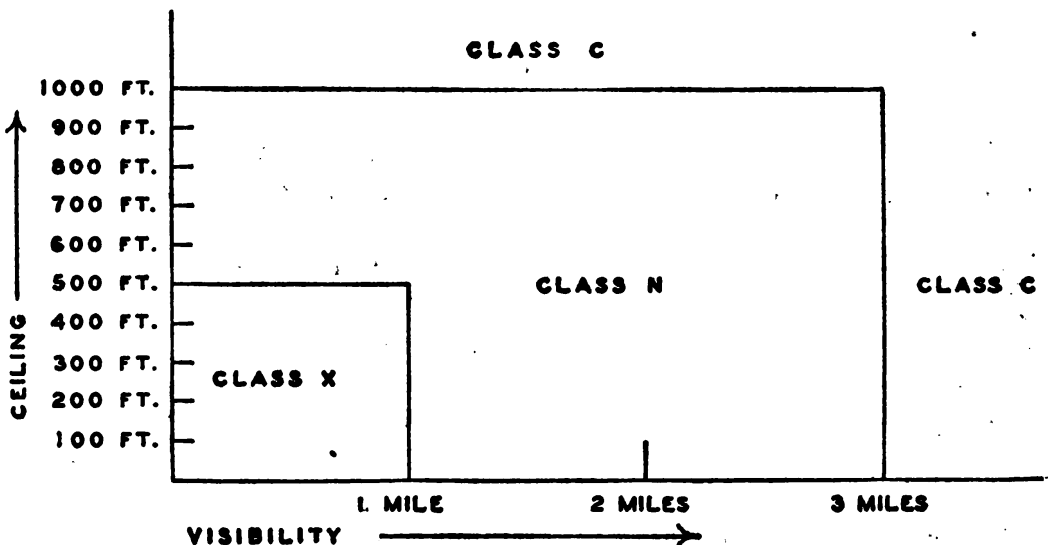 CLASS C
1000 FT.
900 FT.
800 FT.
700 FT.
600 FT.
500 FT.
400 FT.
300 FT.
200 FT.
100 FT.
CEILING
CLASS N
CLASS C
CLASS X
1. MILE
2 MILES
3 MILES
VISIBILITY